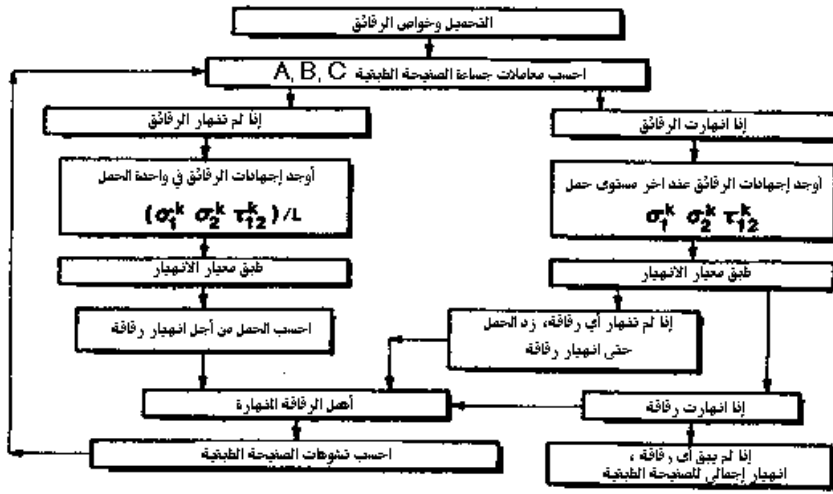 التحميل وخواص الرقائق
احسب معاملات جساءة الصفيحة الطبقية A, B, C
إذا لم تنهار الرقائق
إذا انهارت الرقائق
أوجد إجهادات الرقائق في واحدة الحمل
(σ₁ᵏ σ₂ᵏ τ₁₂ᵏ)/L
أوجد إجهادات الرقائق عند اخر مستوى حمل
σ₁ᵏ σ₂ᵏ τ₁₂ᵏ
طبق معيار الانهيار
طبق معيار الانهيار
احسب الحمل من أجل انهيار رقاقة
إذا لم تنهار أي رقاقة، زد الحمل
حتى انهيار رقاقة
أهمل الرقاقة المنهارة
إذا انهارت رقاقة
احسب تشوهات الصفيحة الطبقية
إذا لم يبق أي رقاقة ،
انهيار إجمالي للصفيحة الطبقية